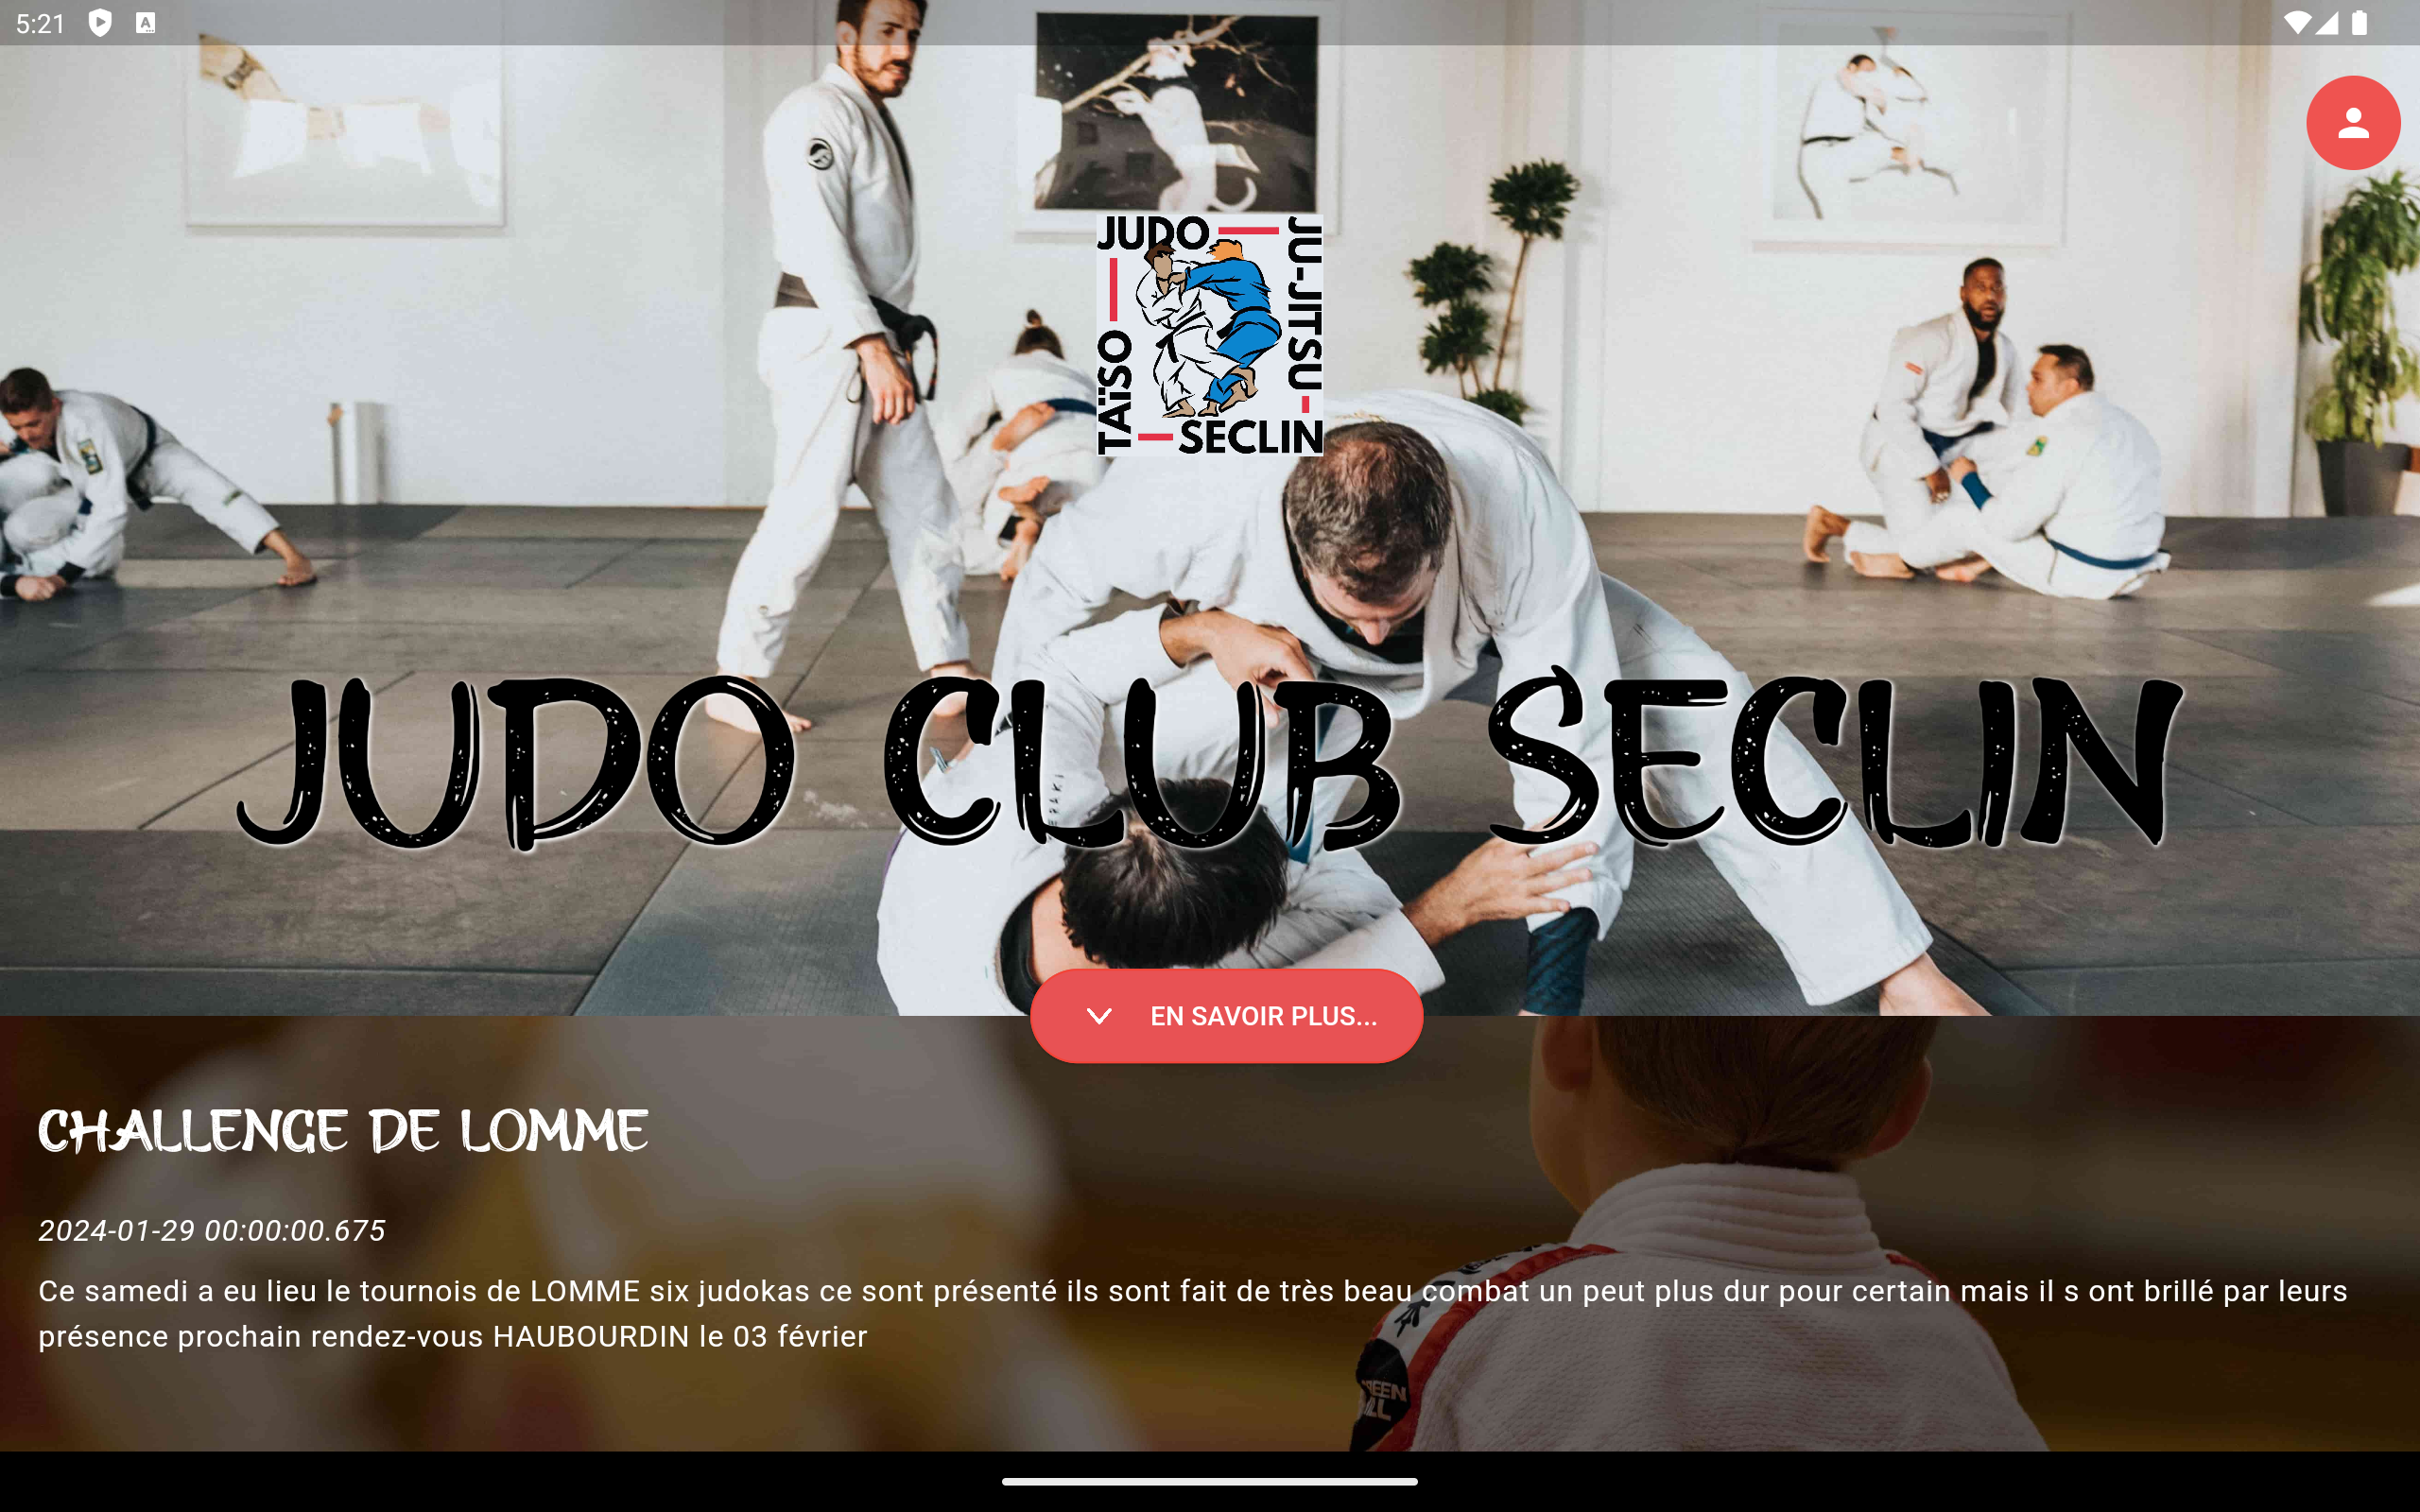 5:21
JUDO
JU-JITSU
TAïSO
SECLIN
JUDO CLUB SECLIN
EN SAVOIR PLUS...
CHALLENGE DE LOMME
2024-01-29 00:00:00.675
Ce samedi a eu lieu le tournois de LOMME six judokas ce sont présenté ils sont fait de très beau combat un peut plus dur pour certain mais il s ont brillé par leurs
présence prochain rendez-vous HAUBOURDIN le 03 février